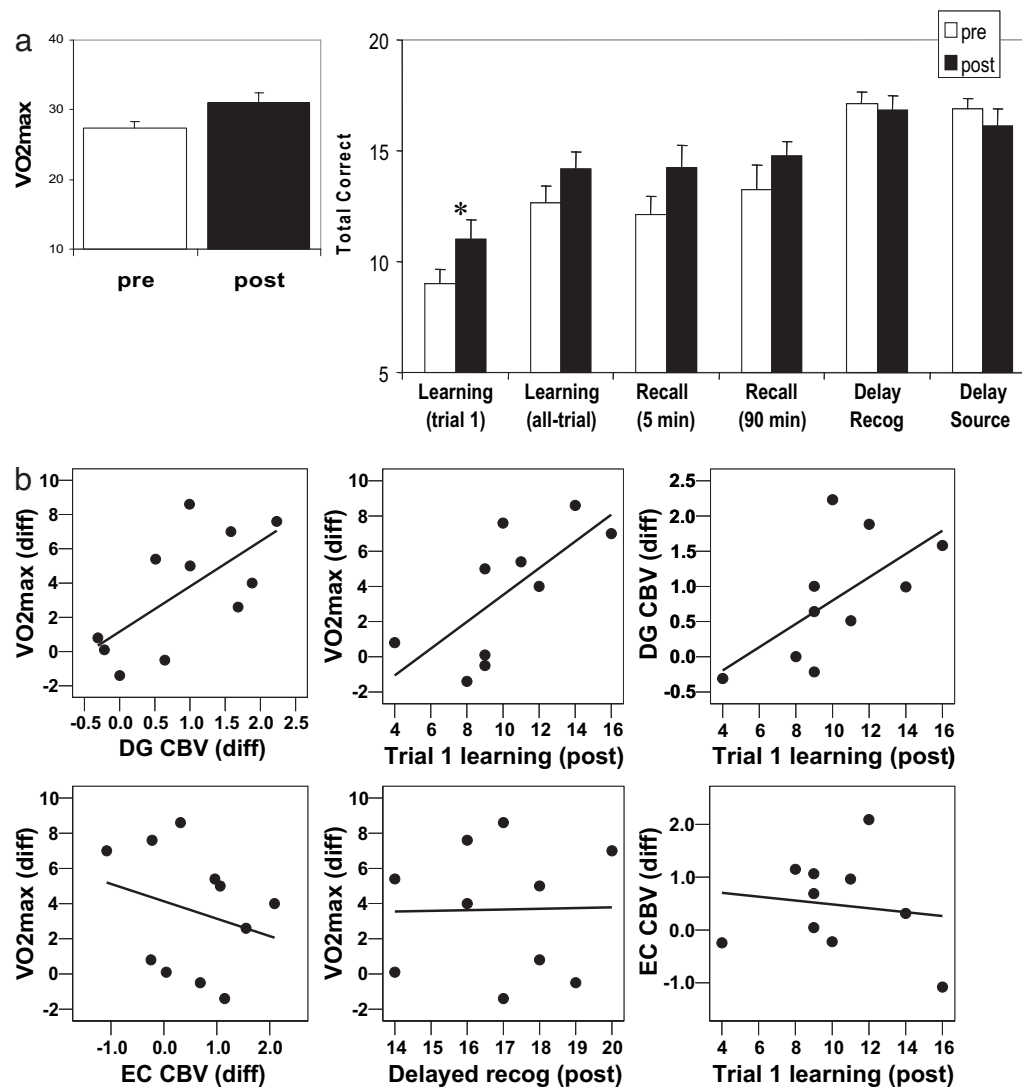 a
40
30
20
10
VO2max
pre
post
20
15
10
5
Total Correct
pre
post
*
Learning (trial 1)
Learning (all-trial)
Recall (5 min)
Recall (90 min)
Delay Recog
Delay Source
b
10
8
6
4
2
0
-2
VO2max (diff)
-0.5 0.0 0.5 1.0 1.5 2.0 2.5
DG CBV (diff)
10
8
6
4
2
0
-2
VO2max (diff)
4 6 8 10 12 14 16
Trial 1 learning (post)
2.5
2.0
1.5
1.0
0.5
0.0
-0.5
DG CBV (diff)
4 6 8 10 12 14 16
Trial 1 learning (post)
10
8
6
4
2
0
-2
VO2max (diff)
-1.0 0.0 1.0 2.0
EC CBV (diff)
10
8
6
4
2
0
-2
VO2max (diff)
14 15 16 17 18 19 20
Delayed recog (post)
2.0
1.0
0.0
-1.0
EC CBV (diff)
4 6 8 10 12 14 16
Trial 1 learning (post)